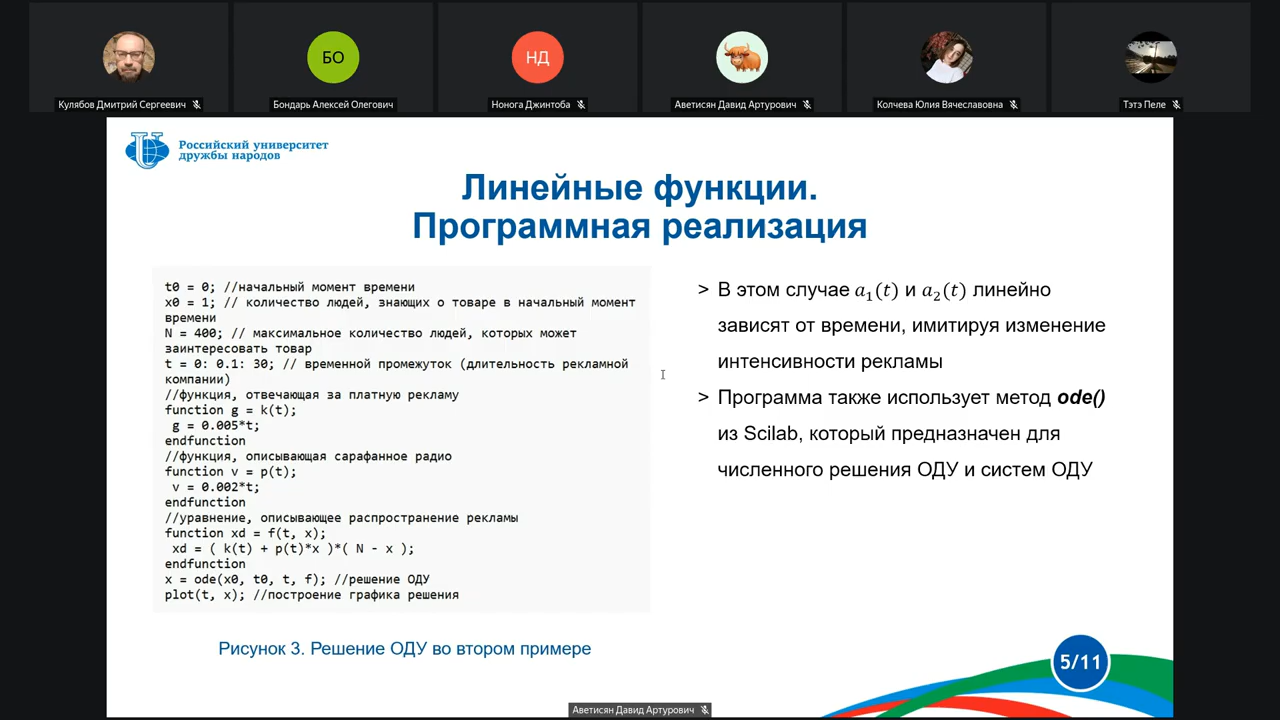 БО
НД
Кулябов Дмитрий Сергеевич
Бондарь Алексей Олегович
Нонога Джинтоба
Аветисян Давид Артурович
Колчева Юлия Вячеславовна
Тэтэ Пеле
Российский университет
дружбы народов
Линейные функции.
Программная реализация
t0 = 0; //начальный момент времени
x0 = 1; // количество людей, знающих о товаре в начальный момент
времени
N = 400; // максимальное количество людей, которых может
заинтересовать товар
t = 0: 0.1: 30; // временной промежуток (длительность рекламной
компании)
//функция, отвечающая за платную рекламу
function g = k(t);
g = 0.005*t;
endfunction
//функция, описывающая сарафанное радио
function v = p(t);
v = 0.002*t;
endfunction
//уравнение, описывающее распространение рекламы
function xd = f(t, x);
xd = ( k(t) + p(t)*x )*( N - x );
endfunction
x = ode(x0, t0, t, f); //решение ОДУ
plot(t, x); //построение графика решения
Рисунок 3. Решение ОДУ во втором примере
> В этом случае a₁(t) и a₂(t) линейно
зависят от времени, имитируя изменение
интенсивности рекламы
> Программа также использует метод ode()
из Scilab, который предназначен для
численного решения ОДУ и систем ОДУ
5/11
Аветисян Давид Артурович